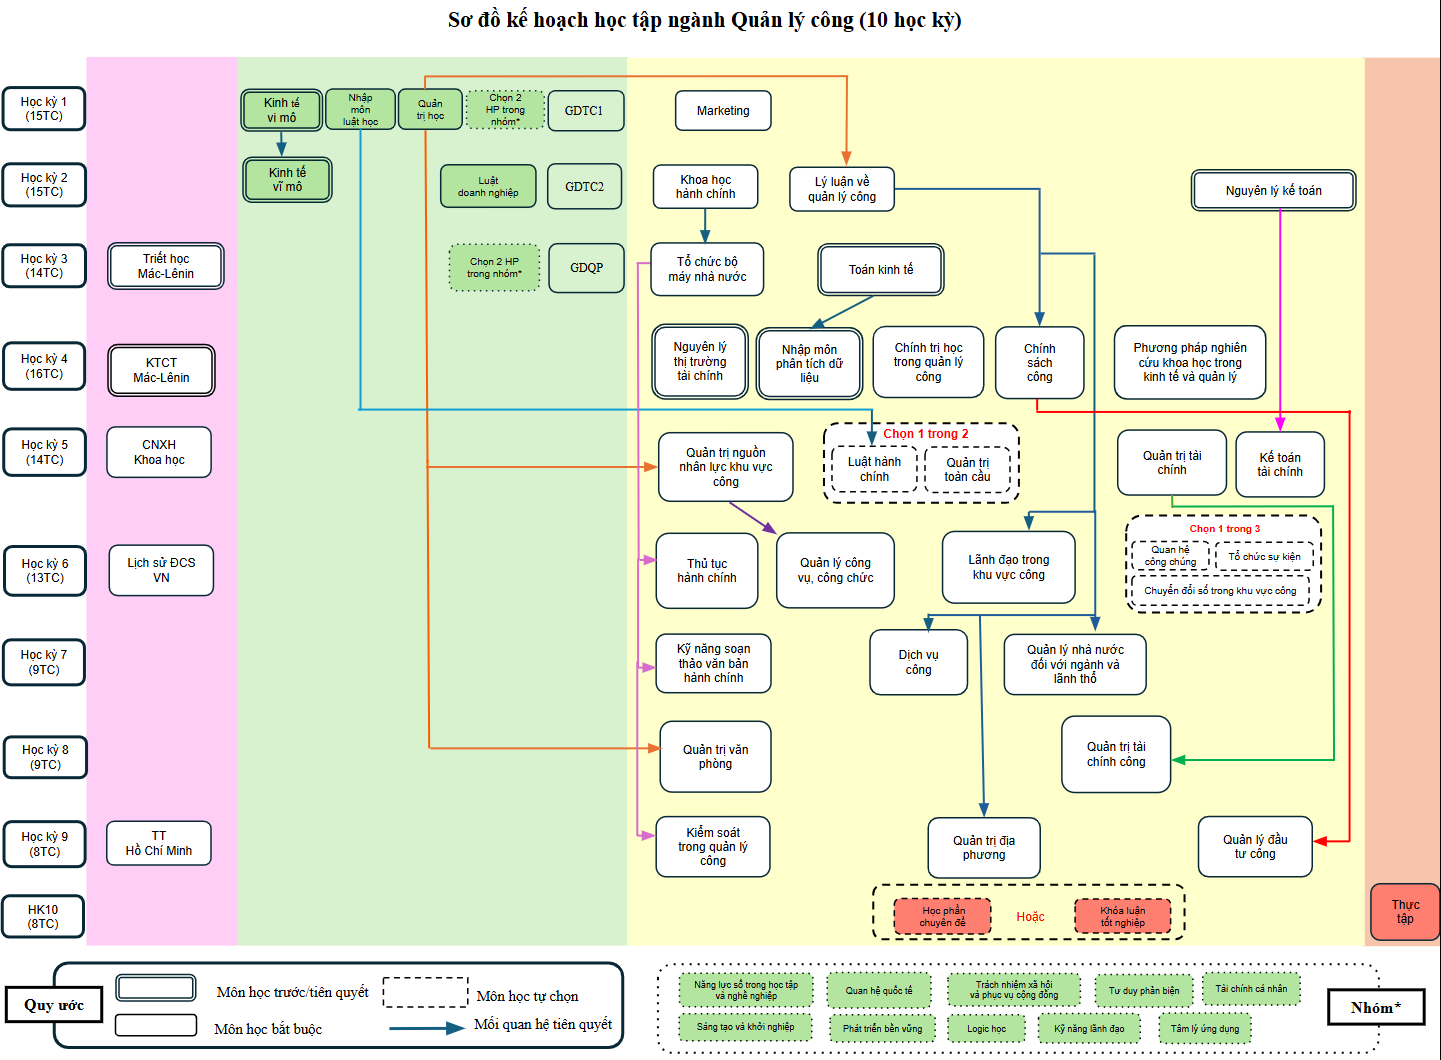 Sơ đồ kế hoạch học tập ngành Quản lý công (10 học kỳ)
Học kỳ 1
(15TC)
Kinh tế
vi mô
Nhập
môn
luật học
Quản
trị học
Chọn 2
HP trong
nhóm*
GDTC1
Marketing
Học kỳ 2
(15TC)
Kinh tế
vĩ mô
Luật
doanh nghiệp
GDTC2
Khoa học
hành chính
Lý luận về
quản lý công
Nguyên lý kế toán
Học kỳ 3
(14TC)
Triết học
Mác-Lênin
Chọn 2 HP
trong nhóm*
GDQP
Tổ chức bộ
máy nhà nước
Toán kinh tế
Học kỳ 4
(16TC)
KTCT
Mác-Lênin
Nguyên lý
thị trường
tài chính
Nhập môn
phân tích dữ
liệu
Chính trị học
trong quản lý
công
Chính
sách
công
Phương pháp nghiên
cứu khoa học trong
kinh tế và quản lý
Học kỳ 5
(14TC)
CNXH
Khoa học
Quản trị nguồn
nhân lực khu vực
công
Chọn 1 trong 2
Luật hành
chính
Quản trị
toàn cầu
Quản trị tài
chính
Kế toán
tài chính
Học kỳ 6
(13TC)
Lịch sử ĐCS
VN
Thủ tục
hành chính
Quản lý công
vụ, công chức
Lãnh đạo trong
khu vực công
Chọn 1 trong 3
Quan hệ
công chúng
Tổ chức sự kiện
Chuyển đổi số trong khu vực công
Học kỳ 7
(9TC)
Kỹ năng soạn
thảo văn bản
hành chính
Dịch vụ
công
Quản lý nhà nước
đối với ngành và
lãnh thổ
Học kỳ 8
(9TC)
Quản trị văn
phòng
Quản trị tài
chính công
Học kỳ 9
(8TC)
TT
Hồ Chí Minh
Kiểm soát
trong quản lý
công
Quản trị địa
phương
Quản lý đầu
tư công
HK10
(8TC)
Học phần
chuyên đề
Hoặc
Khóa luận
tốt nghiệp
Thực
tập
Quy ước
Môn học trước/tiên quyết
Môn học tự chọn
Môn học bắt buộc
Mối quan hệ tiên quyết
Năng lực số trong học tập
và nghề nghiệp
Quan hệ quốc tế
Trách nhiệm xã hội
và phục vụ cộng đồng
Tư duy phản biện
Tài chính cá nhân
Sáng tạo và khởi nghiệp
Phát triển bền vững
Logic học
Kỹ năng lãnh đạo
Tâm lý ứng dụng
Nhóm*